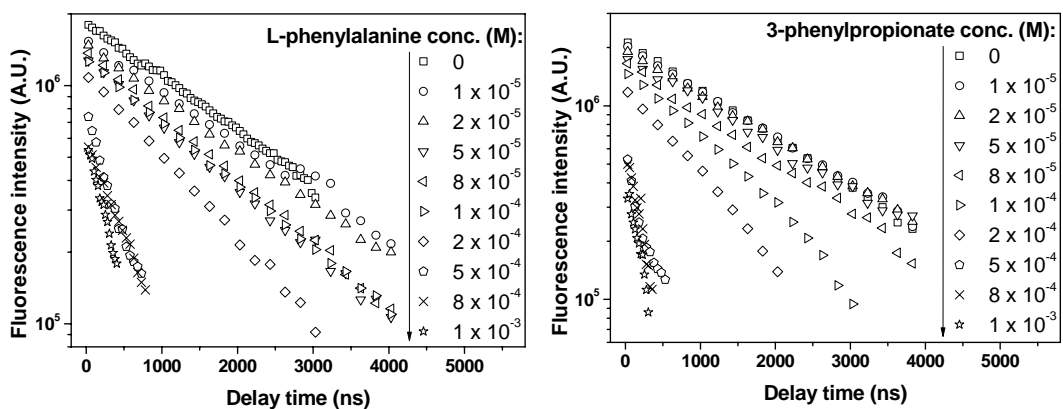 L-phenylalanine conc. (M):
0
1 x 10⁻⁵
2 x 10⁻⁵
5 x 10⁻⁵
8 x 10⁻⁵
1 x 10⁻⁴
2 x 10⁻⁴
5 x 10⁻⁴
8 x 10⁻⁴
1 x 10⁻³
Fluorescence intensity (A.U.)
10⁶
10⁵
0 1000 2000 3000 4000 5000
Delay time (ns)
3-phenylpropionate conc. (M):
0
1 x 10⁻⁵
2 x 10⁻⁵
5 x 10⁻⁵
8 x 10⁻⁵
1 x 10⁻⁴
2 x 10⁻⁴
5 x 10⁻⁴
8 x 10⁻⁴
1 x 10⁻³
Fluorescence intensity (A.U.)
10⁶
10⁵
0 1000 2000 3000 4000 5000
Delay time (ns)